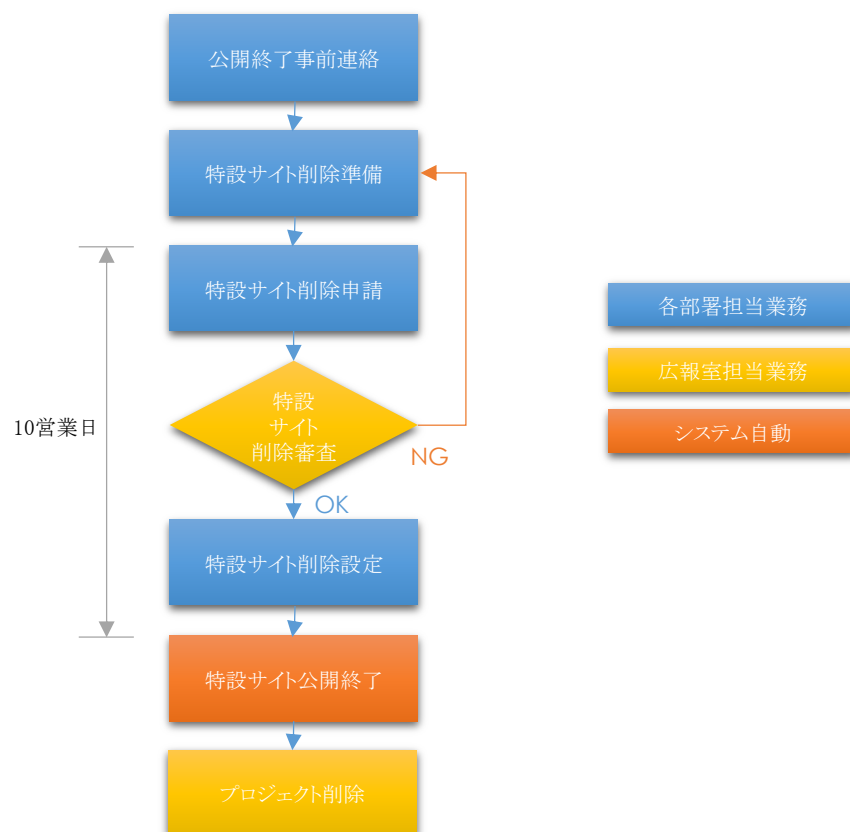 公開終了事前連絡
特設サイト削除準備
特設サイト削除申請
特設
サイト
削除審査
NG
OK
10営業日
特設サイト削除設定
特設サイト公開終了
プロジェクト削除
各部署担当業務
広報室担当業務
システム自動